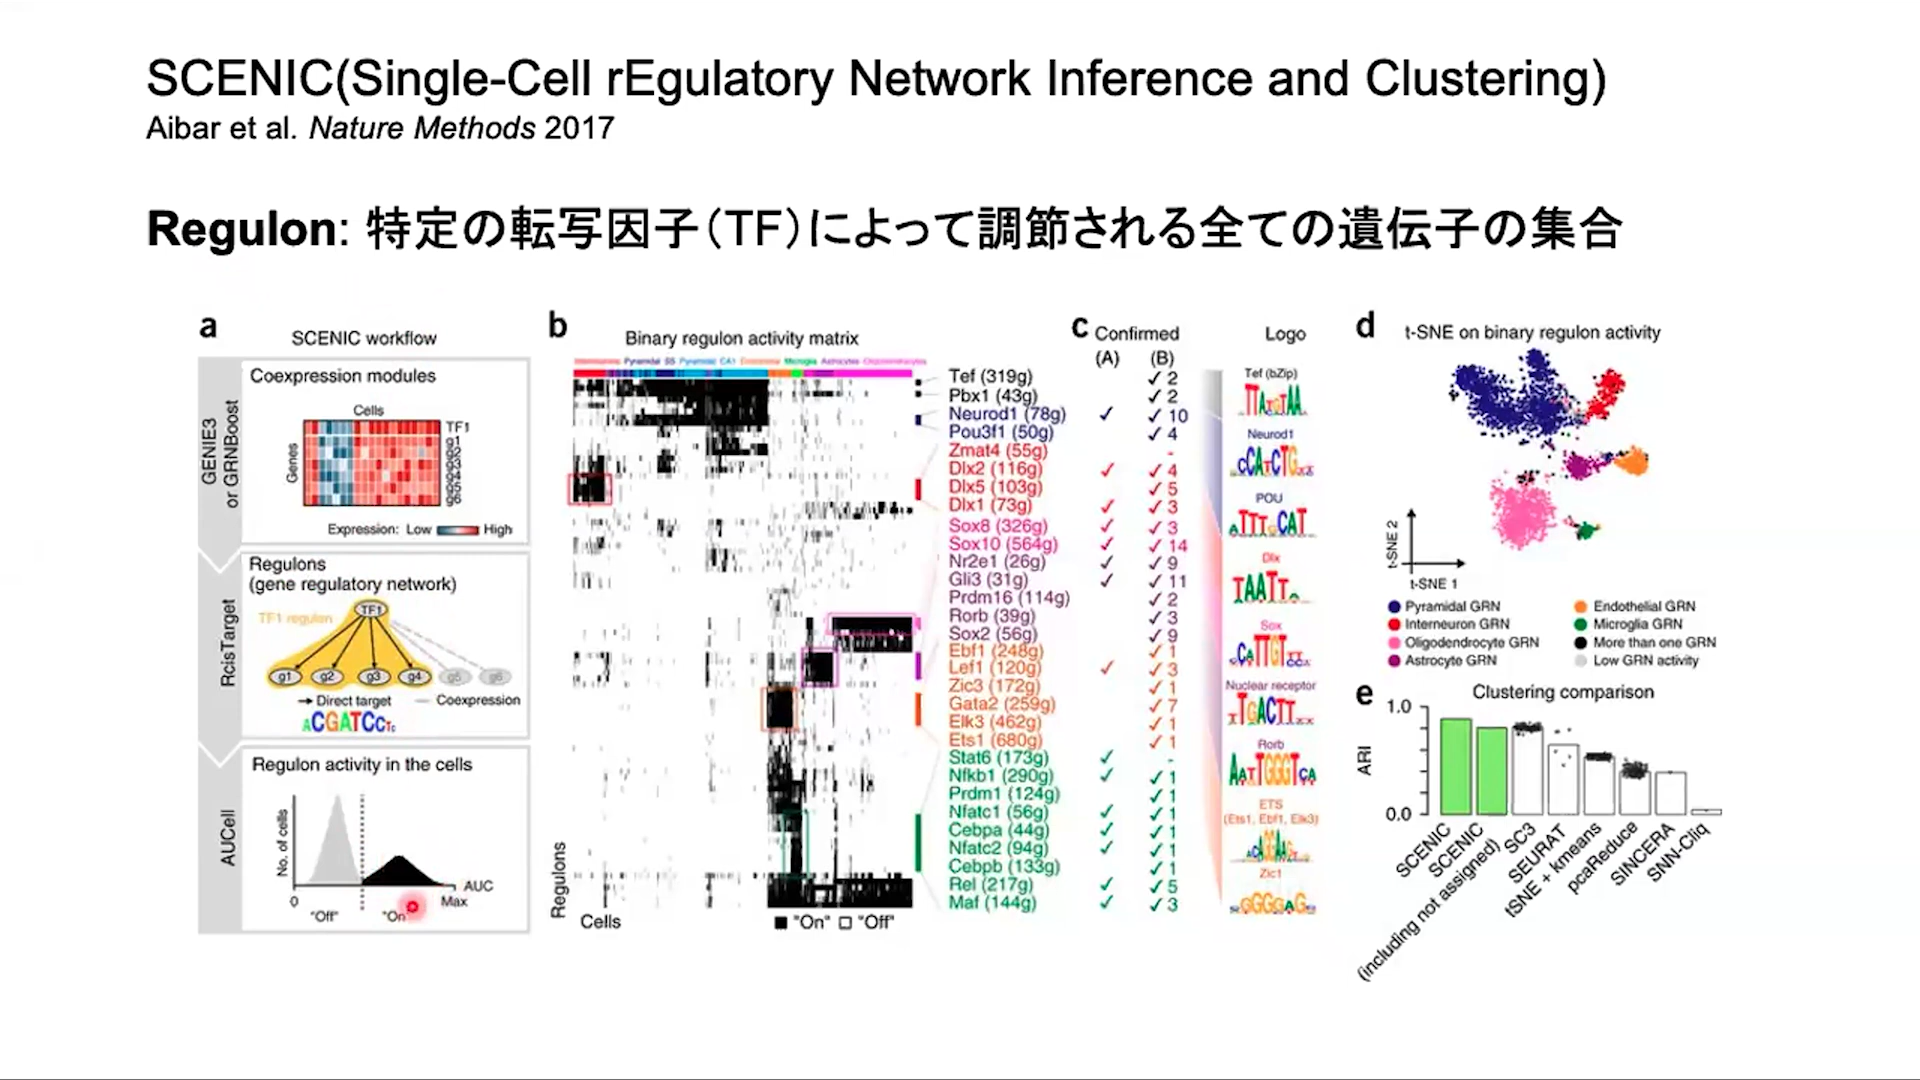 SCENIC(Single-Cell rEgulatory Network Inference and Clustering)
Aibar et al. Nature Methods 2017
Regulon: 特定の転写因子（TF）によって調節される全ての遺伝子の集合
a
SCENIC workflow
GENIE3
or GRNBoost
Coexpression modules
Cells
Genes
TF1
g1
g2
g3
g4
g5
g6
Expression: Low High
RcisTarget
Regulons
(gene regulatory network)
TF1 regulon
TF1
g1 g2 g3 g4 g5 g6
Direct target Coexpression
ACGATCCTc
AUCell
Regulon activity in the cells
No. of cells
AUC
0 Max
"Off" "On"
b
Binary regulon activity matrix
Interneurons Pyramidal SS Pyramidal CA1 Endothelial Microglia Astrocytes Oligodendrocytes
Regulons
Cells
"On" "Off"
c
Confirmed Logo
(A) (B)
Tef (319g) ✓ 2
Pbx1 (43g) ✓ 2
Neurod1 (78g) ✓ ✓ 10
Pou3f1 (50g) ✓ 4
Zmat4 (55g) -
Dlx2 (116g) ✓ ✓ 4
Dlx5 (103g) ✓ 5
Dlx1 (73g) ✓ ✓ 3
Sox8 (326g) ✓ ✓ 3
Sox10 (564g) ✓ ✓ 14
Nr2e1 (26g) ✓ ✓ 9
Gli3 (31g) ✓ ✓ 11
Prdm16 (114g) ✓ 2
Rorb (39g) ✓ 3
Sox2 (56g) ✓ 9
Ebf1 (248g) ✓ 1
Lef1 (120g) ✓ ✓ 3
Zic3 (172g) ✓ 1
Gata2 (259g) ✓ 7
Elk3 (462g) ✓ 1
Ets1 (680g) ✓ 1
Stat6 (173g) ✓ -
Nfkb1 (290g) ✓ ✓ 1
Prdm1 (124g) ✓ 1
Nfatc1 (56g) ✓ ✓ 1
Cebpa (44g) ✓ ✓ 1
Nfatc2 (94g) ✓ ✓ 1
Cebpb (133g) ✓ 1
Rel (217g) ✓ ✓ 5
Maf (144g) ✓ ✓ 3
Tef (bZip)
Neurod1
POU
Dlx
Sox
Nuclear receptor
Rorb
ETS
(Ets1, Ebf1, Elk3)
Zic1
d
t-SNE on binary regulon activity
t-SNE 2
t-SNE 1
Pyramidal GRN
Interneuron GRN
Oligodendrocyte GRN
Astrocyte GRN
Endothelial GRN
Microglia GRN
More than one GRN
Low GRN activity
e
Clustering comparison
ARI
1.0
0.0
SCENIC
SCENIC
(including not assigned)
SC3
SEURAT
tSNE + kmeans
pcaReduce
SINCERA
SNN-Cliq